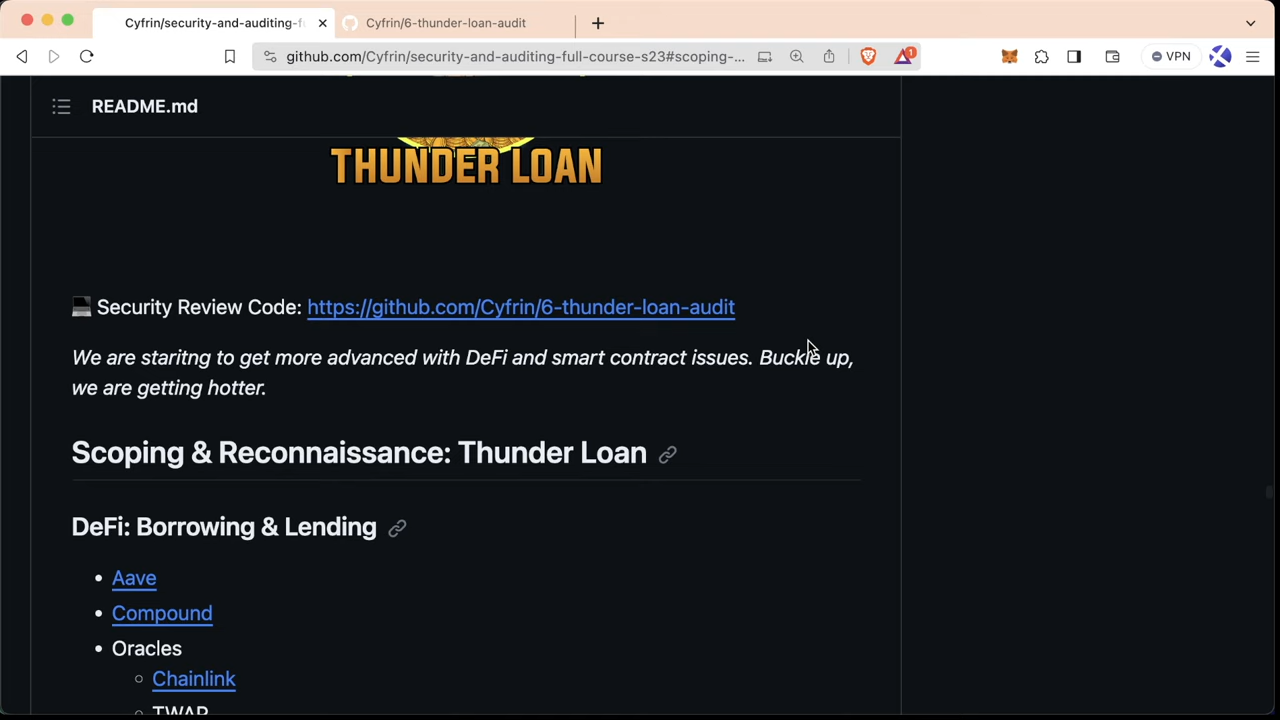 Cyfrin/security-and-auditing-f
Cyfrin/6-thunder-loan-audit
github.com/Cyfrin/security-and-auditing-full-course-s23#scoping-...
1
VPN
README.md
THUNDER LOAN
Security Review Code: https://github.com/Cyfrin/6-thunder-loan-audit
We are staritng to get more advanced with DeFi and smart contract issues. Buckle up,
we are getting hotter.
Scoping & Reconnaissance: Thunder Loan
DeFi: Borrowing & Lending
• Aave
• Compound
• Oracles
○ Chainlink
○ TWAP